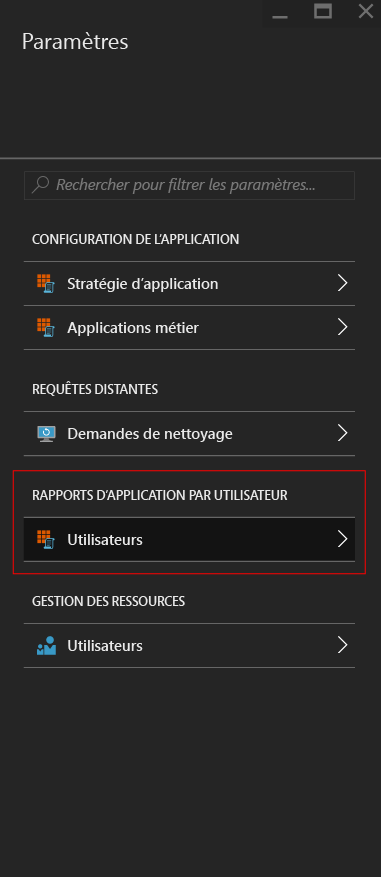 Paramètres
Rechercher pour filtrer les paramètres...
CONFIGURATION DE L'APPLICATION
Stratégie d'application
Applications métier
REQUÊTES DISTANTES
Demandes de nettoyage
RAPPORTS D'APPLICATION PAR UTILISATEUR
Utilisateurs
GESTION DES RESSOURCES
Utilisateurs